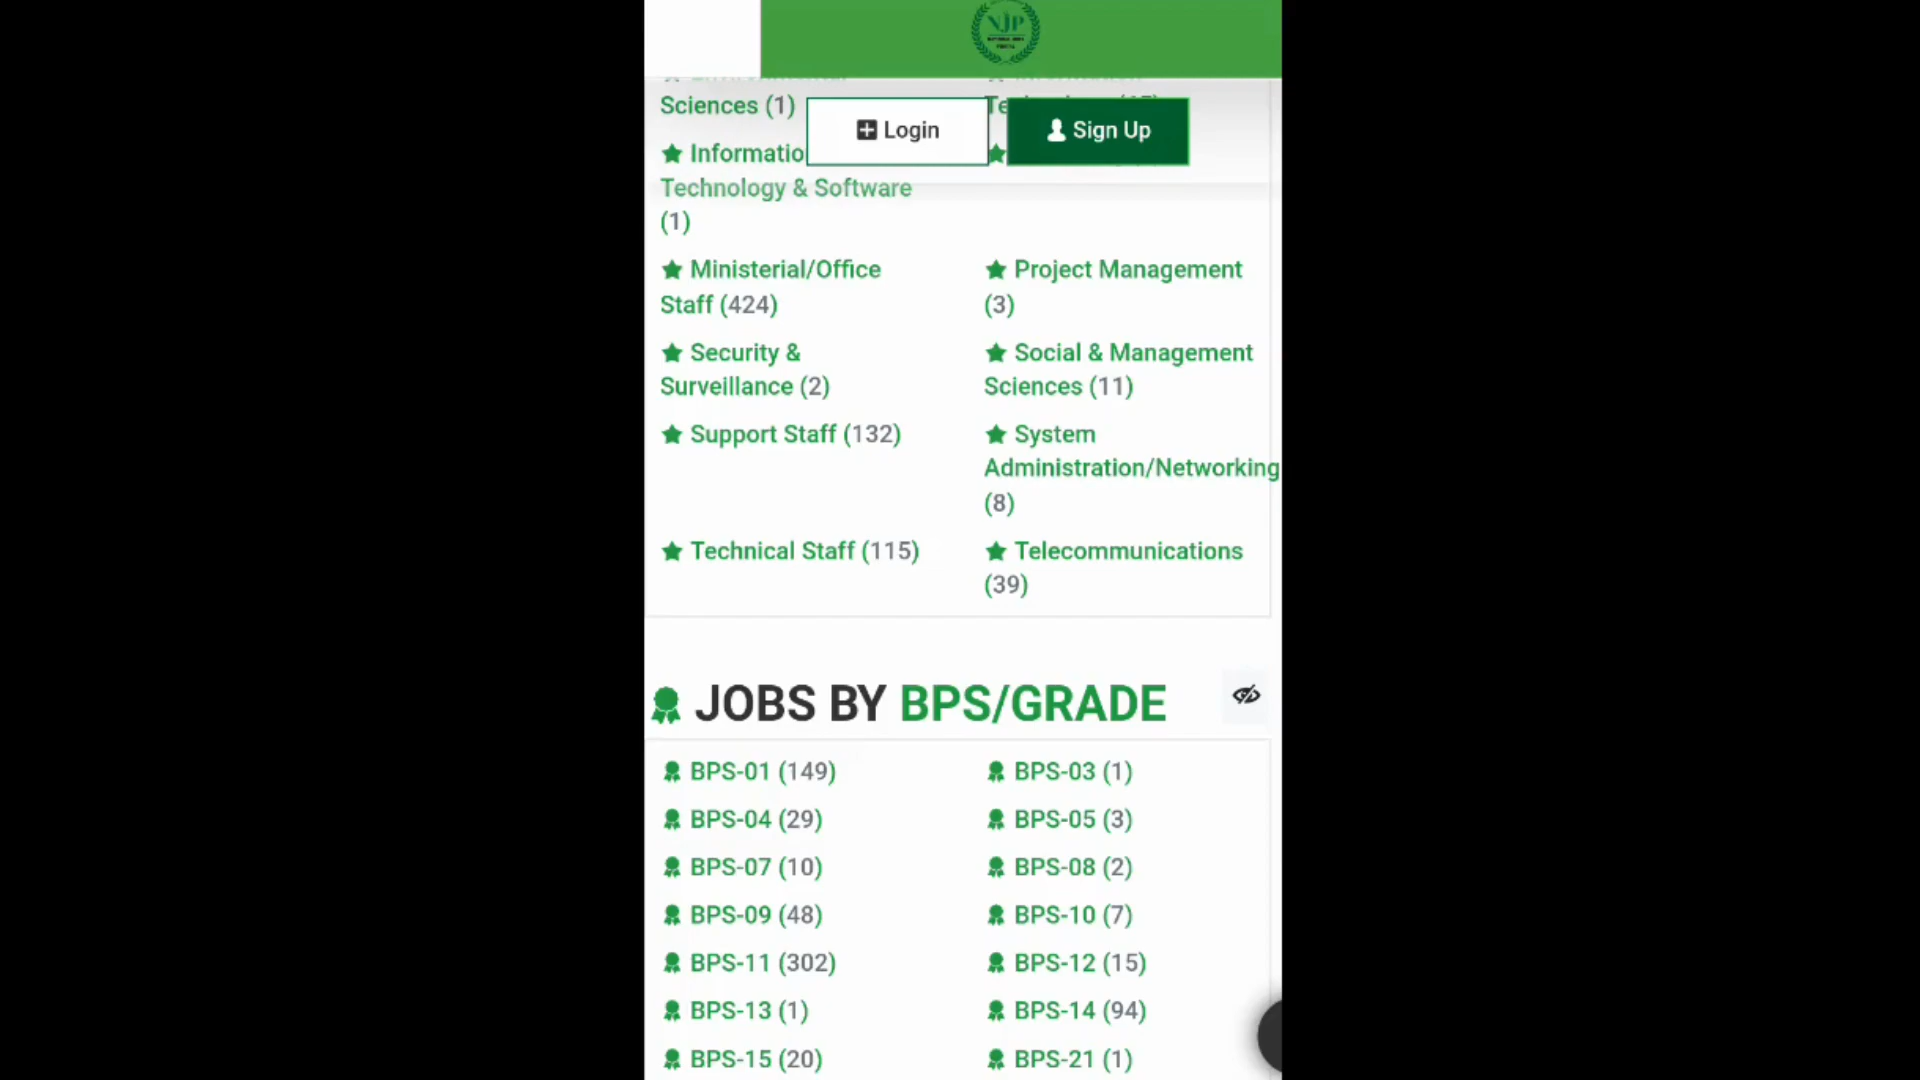 NJP
Sciences (1)
Login
Sign Up
Technology & Software
(1)
Ministerial/Office
Staff (424)
Project Management
(3)
Security &
Surveillance (2)
Social & Management
Sciences (11)
Support Staff (132)
System
Administration/Networking
(8)
Technical Staff (115)
Telecommunications
(39)
JOBS BY BPS/GRADE
BPS-01 (149)
BPS-03 (1)
BPS-04 (29)
BPS-05 (3)
BPS-07 (10)
BPS-08 (2)
BPS-09 (48)
BPS-10 (7)
BPS-11 (302)
BPS-12 (15)
BPS-13 (1)
BPS-14 (94)
BPS-15 (20)
BPS-21 (1)